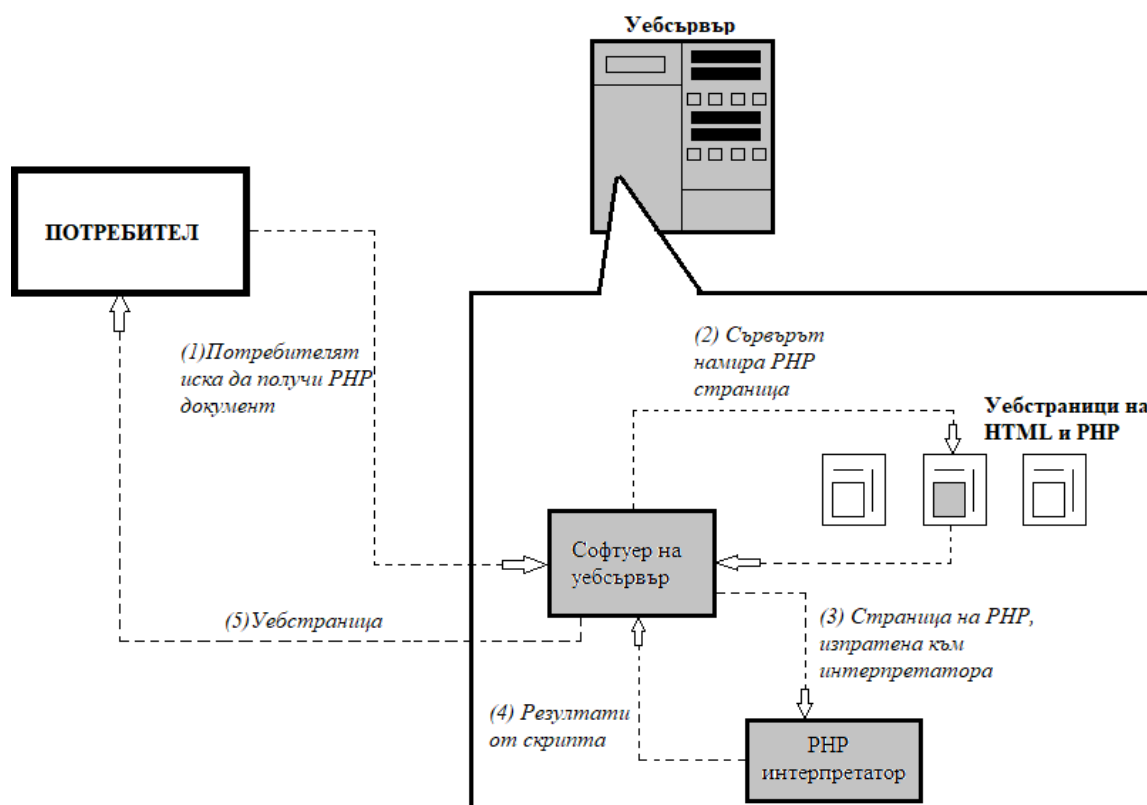 Уебсървър
ПОТРЕБИТЕЛ
(1)Потребителят
иска да получи PHP
документ
(2) Сървърът
намира PHP
страница
Уебстраници на
HTML и PHP
Софтуер на
уебсървър
(5)Уебстраница
(3) Страница на PHP,
изпратена към
интерпретатора
(4) Резултати
от скрипта
PHP
интерпретатор